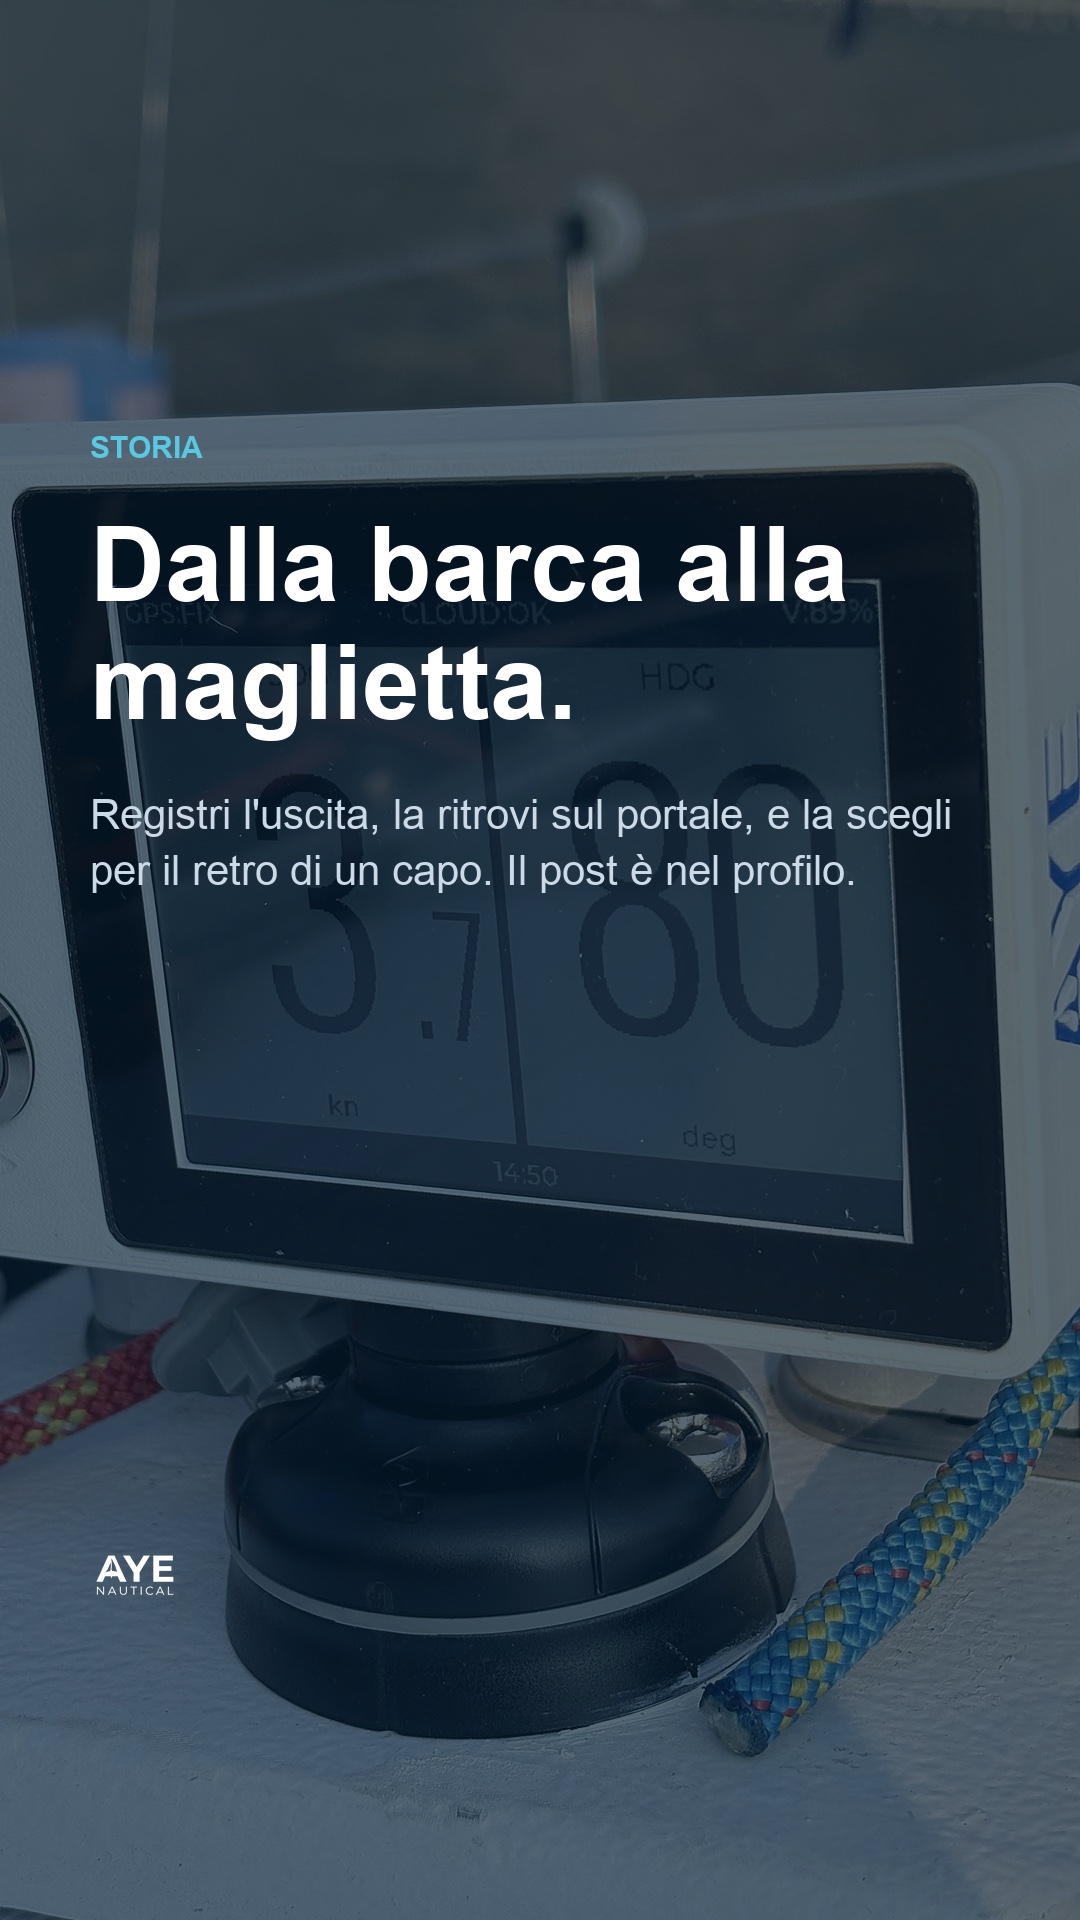 STORIA
Dalla barca alla
maglietta.
GPS:FIX CLOUD:OK V:89%
HDG
Registri l'uscita, la ritrovi sul portale, e la scegli
per il retro di un capo. Il post è nel profilo.
3.7 80
kn deg
14:50
AYE
NAUTICAL